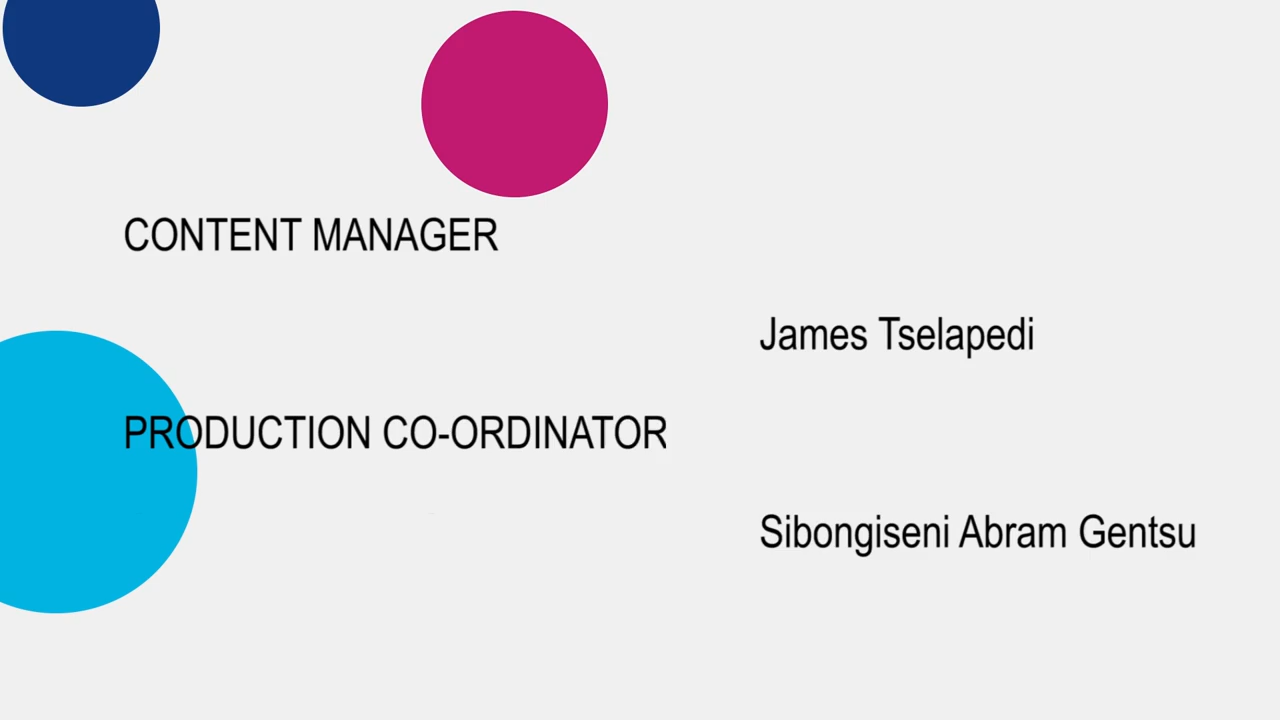 CONTENT MANAGER
James Tselapedi
PRODUCTION CO-ORDINATOR
Sibongiseni Abram Gentsu